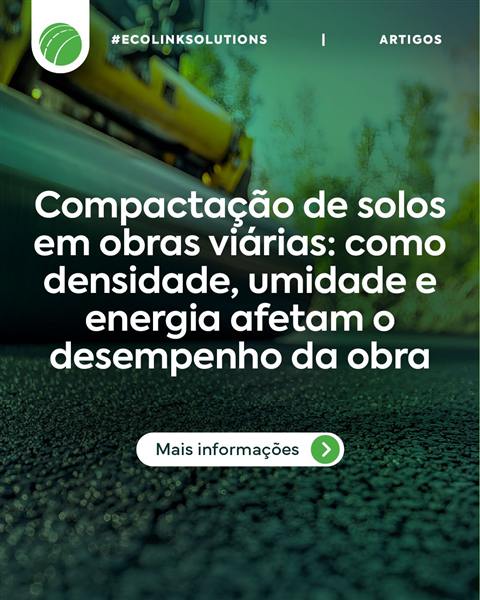 #ECOLINKSOLUTIONS | ARTIGOS
Compactação de solos
em obras viárias: como
densidade, umidade e
energia afetam o
desempenho da obra
Mais informações